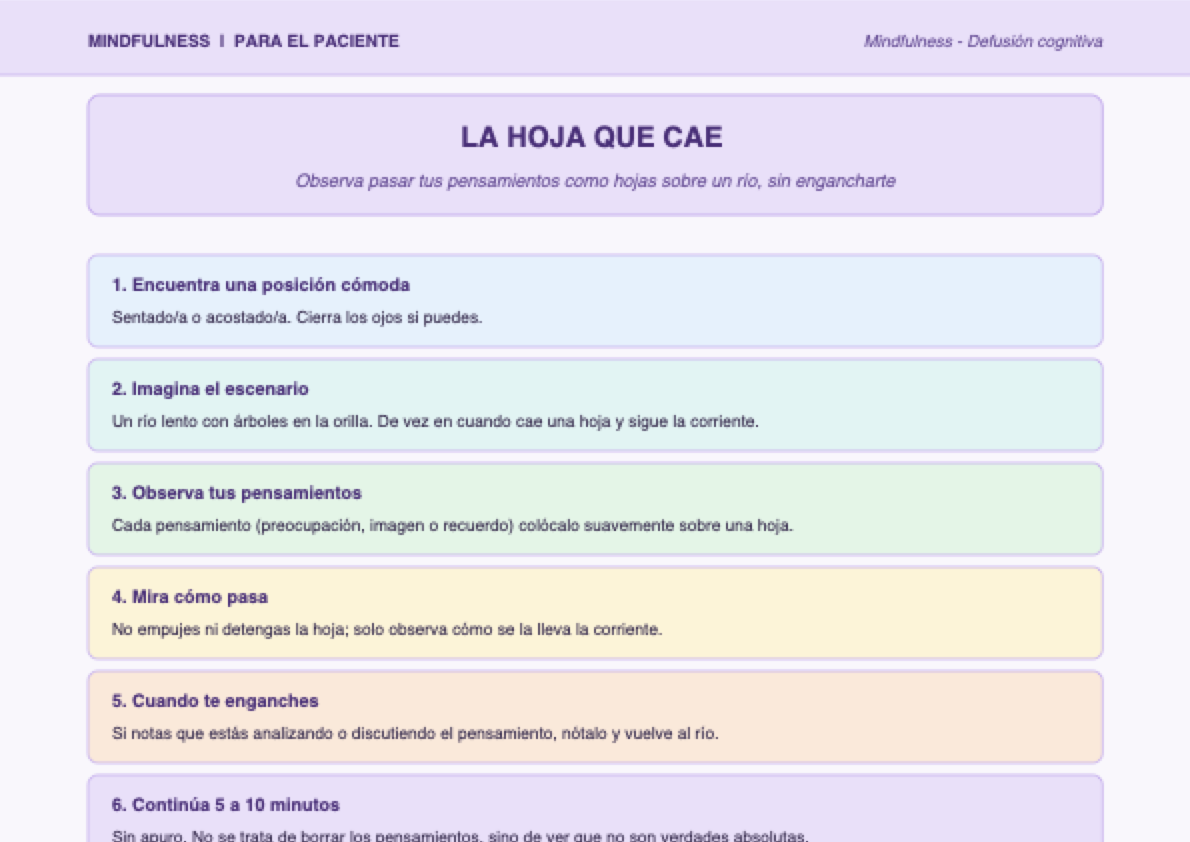 MINDFULNESS | PARA EL PACIENTE
Mindfulness - Defusión cognitiva
LA HOJA QUE CAE
Observa pasar tus pensamientos como hojas sobre un río, sin engancharte
1. Encuentra una posición cómoda
Sentado/a o acostado/a. Cierra los ojos si puedes.
2. Imagina el escenario
Un río lento con árboles en la orilla. De vez en cuando cae una hoja y sigue la corriente.
3. Observa tus pensamientos
Cada pensamiento (preocupación, imagen o recuerdo) colócalo suavemente sobre una hoja.
4. Mira cómo pasa
No empujes ni detengas la hoja; solo observa cómo se la lleva la corriente.
5. Cuando te enganches
Si notas que estás analizando o discutiendo el pensamiento, nótalo y vuelve al río.
6. Continúa 5 a 10 minutos
Sin apuro. No se trata de borrar los pensamientos, sino de ver que no son verdades absolutas.